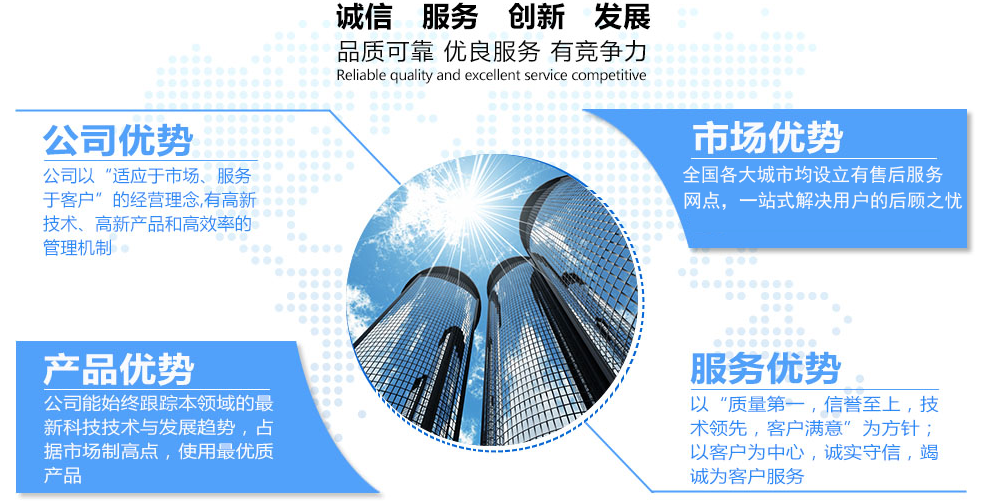 诚信 服务 创新 发展
品质可靠 优良服务 有竞争力
Reliable quality and excellent service competitive
公司优势
公司以“适应于市场、服务
于客户”的经营理念,有高新
技术、高新产品和高效率的
管理机制
市场优势
全国各大城市均设立有售后服务
网点，一站式解决用户的后顾之忧
产品优势
公司能始终跟踪本领域的最
新科技技术与发展趋势，占
据市场制高点，使用最优质
产品
服务优势
以“质量第一，信誉至上，技
术领先，客户满意”为方针；
以客户为中心，诚实守信，竭
诚为客户服务